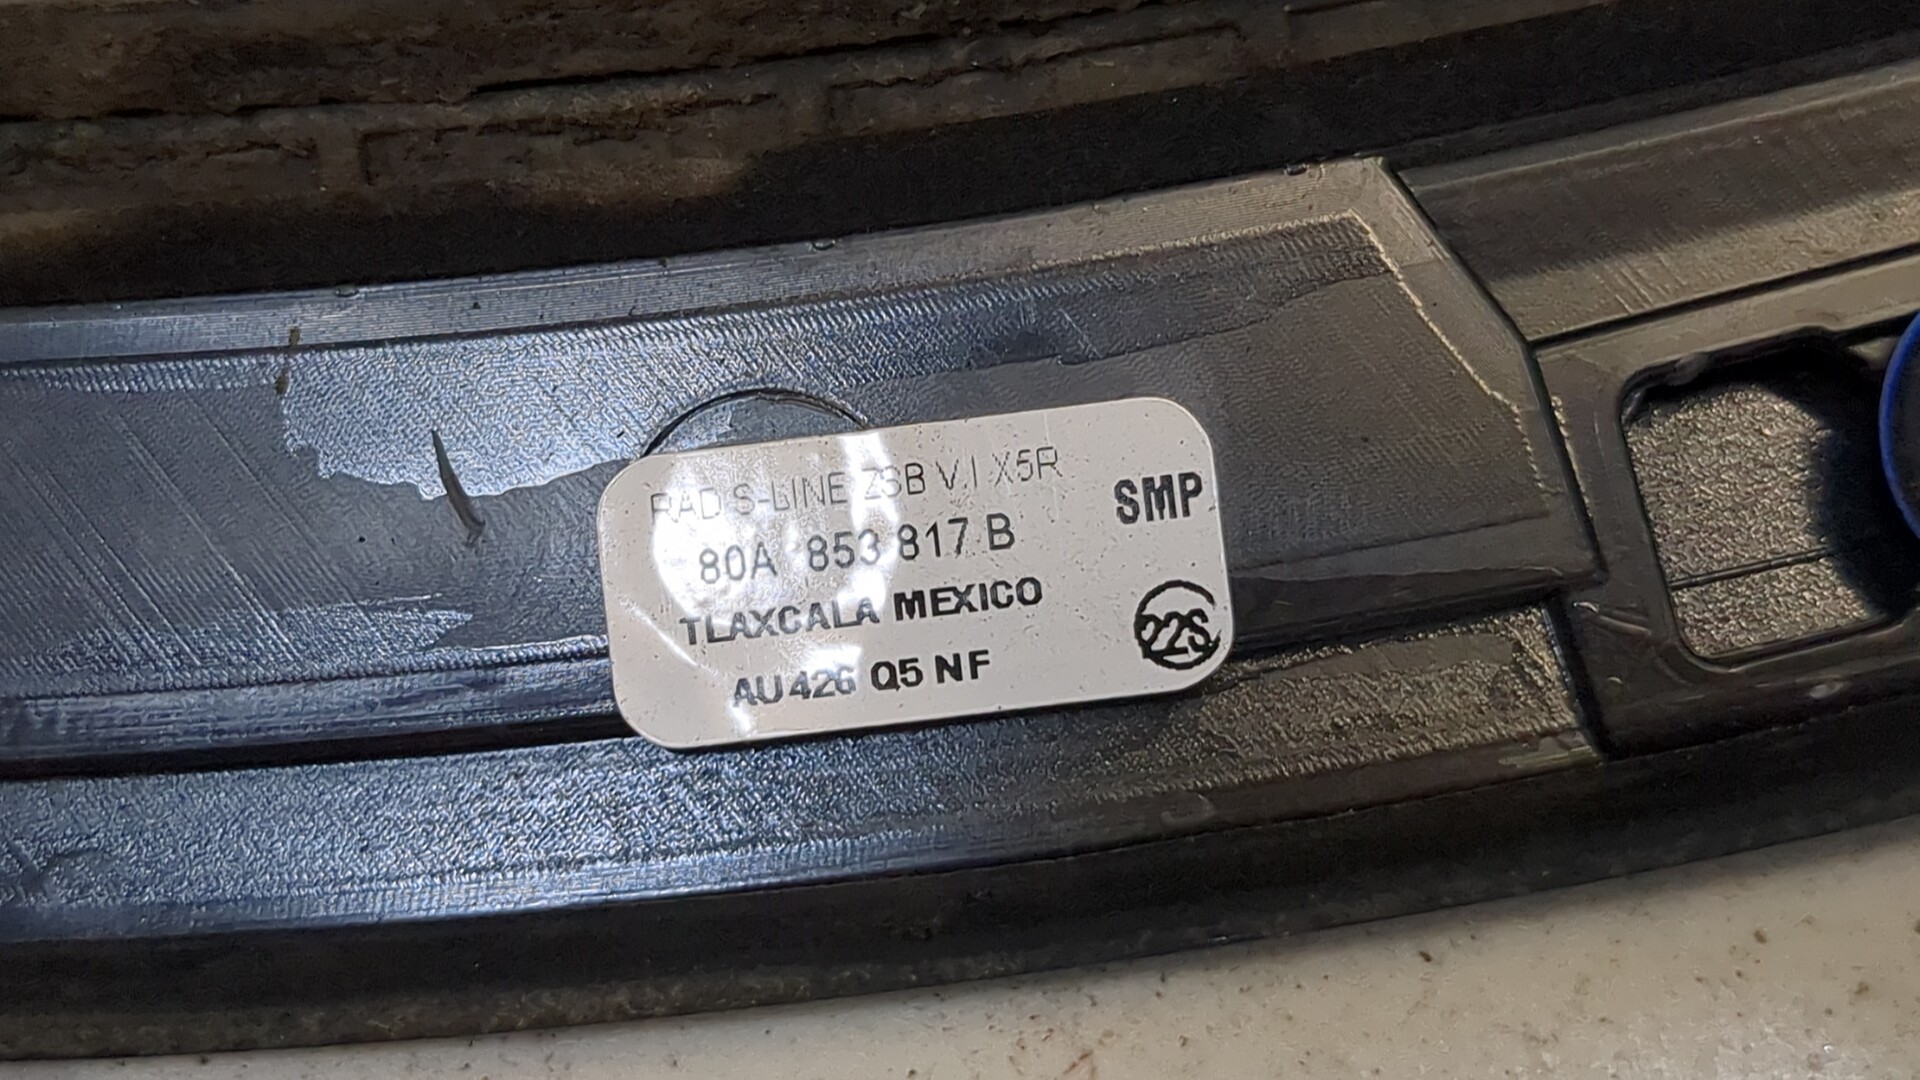 RAD S-LINE ZSB V.I X5R
SMP
80A 853 817 B
TLAXCALA MEXICO
22S
AU426 Q5 NF